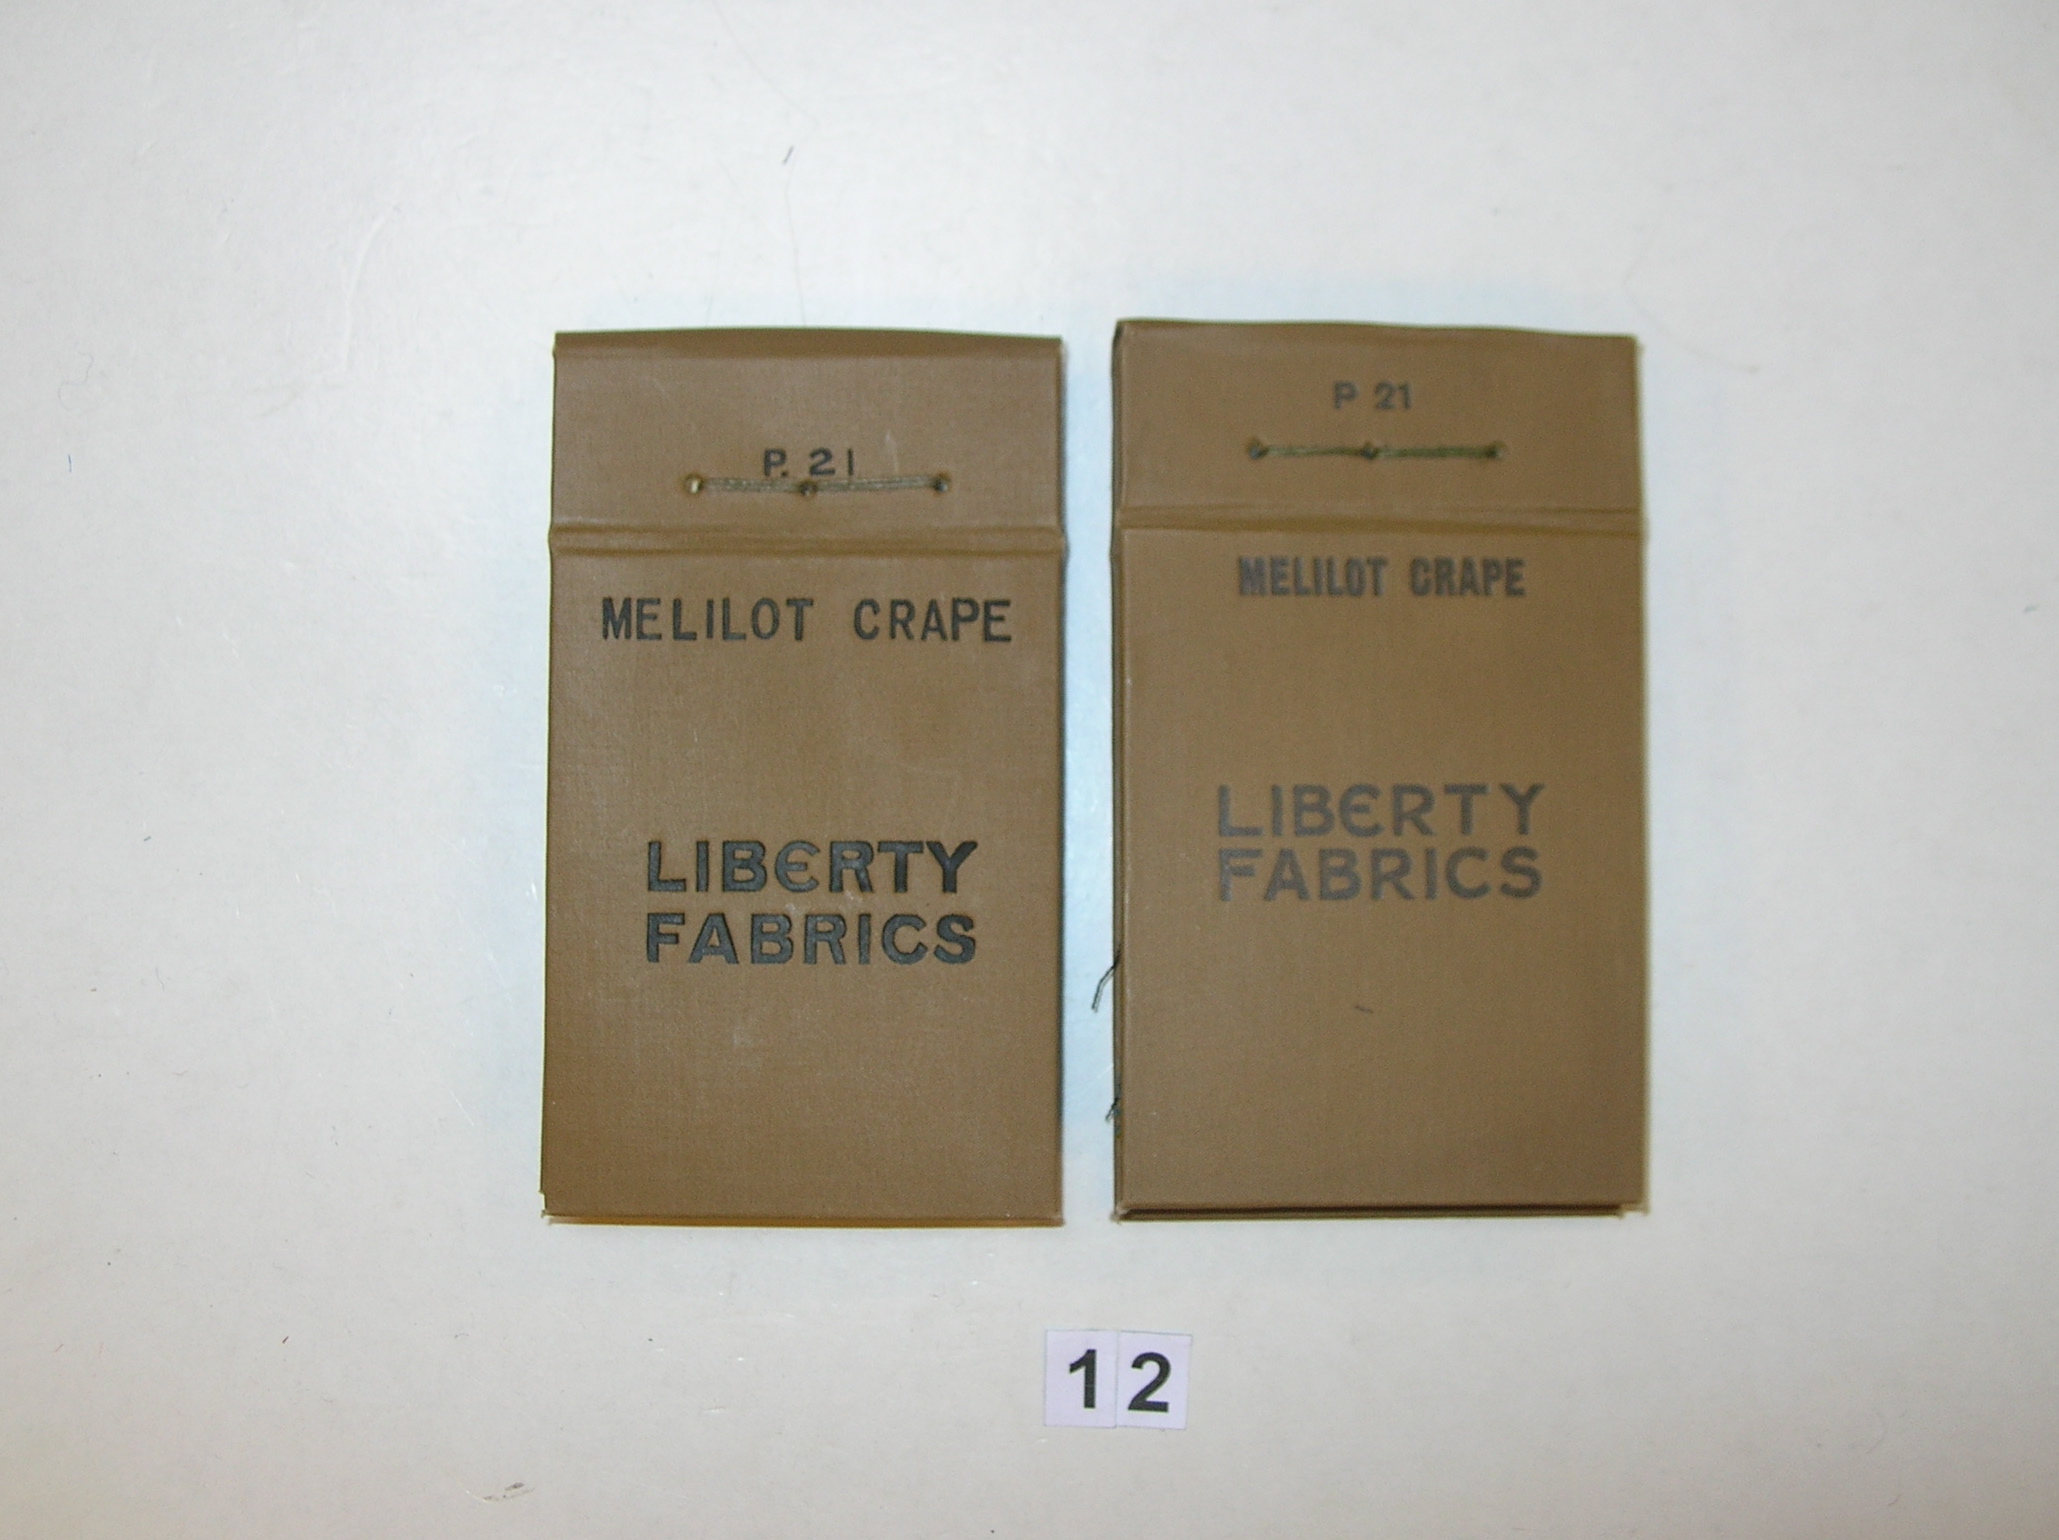 P. 21
MELILOT CRAPE
LIBERTY
FABRICS
P 21
MELILOT CRAPE
LIBERTY
FABRICS
12